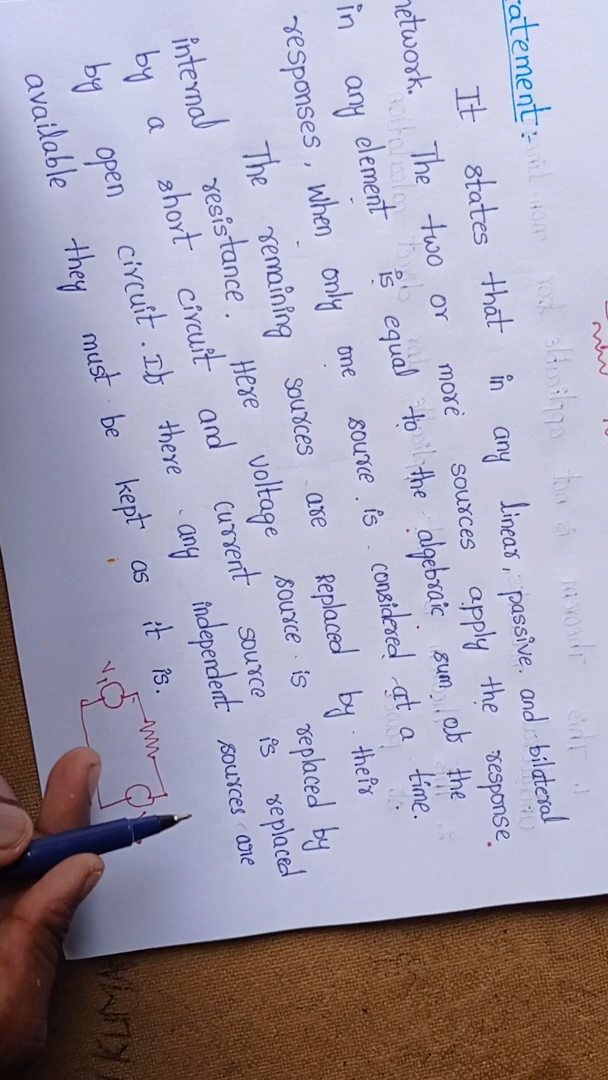 atement :-
It states that in any linear, passive and bilateral
network. The two or more sources apply the response
in any element is equal to the algebraic sum of the
responses, when only one source is considered at a time.
The remaining sources are replaced by their
internal resistance. Here voltage source is replaced by
by a short circuit and current source is replaced
by open circuit. If there any independent sources are
available they must be kept as it is.
V1
KUMA